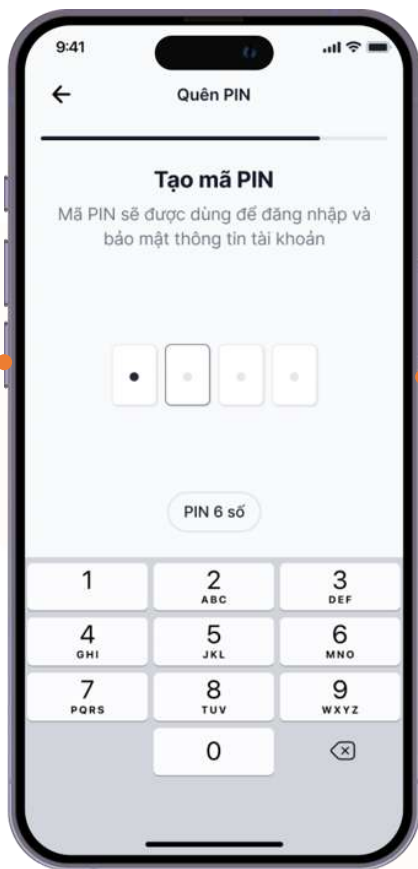 9:41
Quên PIN
Tạo mã PIN
Mã PIN sẽ được dùng để đăng nhập và
bảo mật thông tin tài khoản
PIN 6 số
1 2 3
ABC DEF
4 5 6
GHI JKL MNO
7 8 9
PQRS TUV WXYZ
0